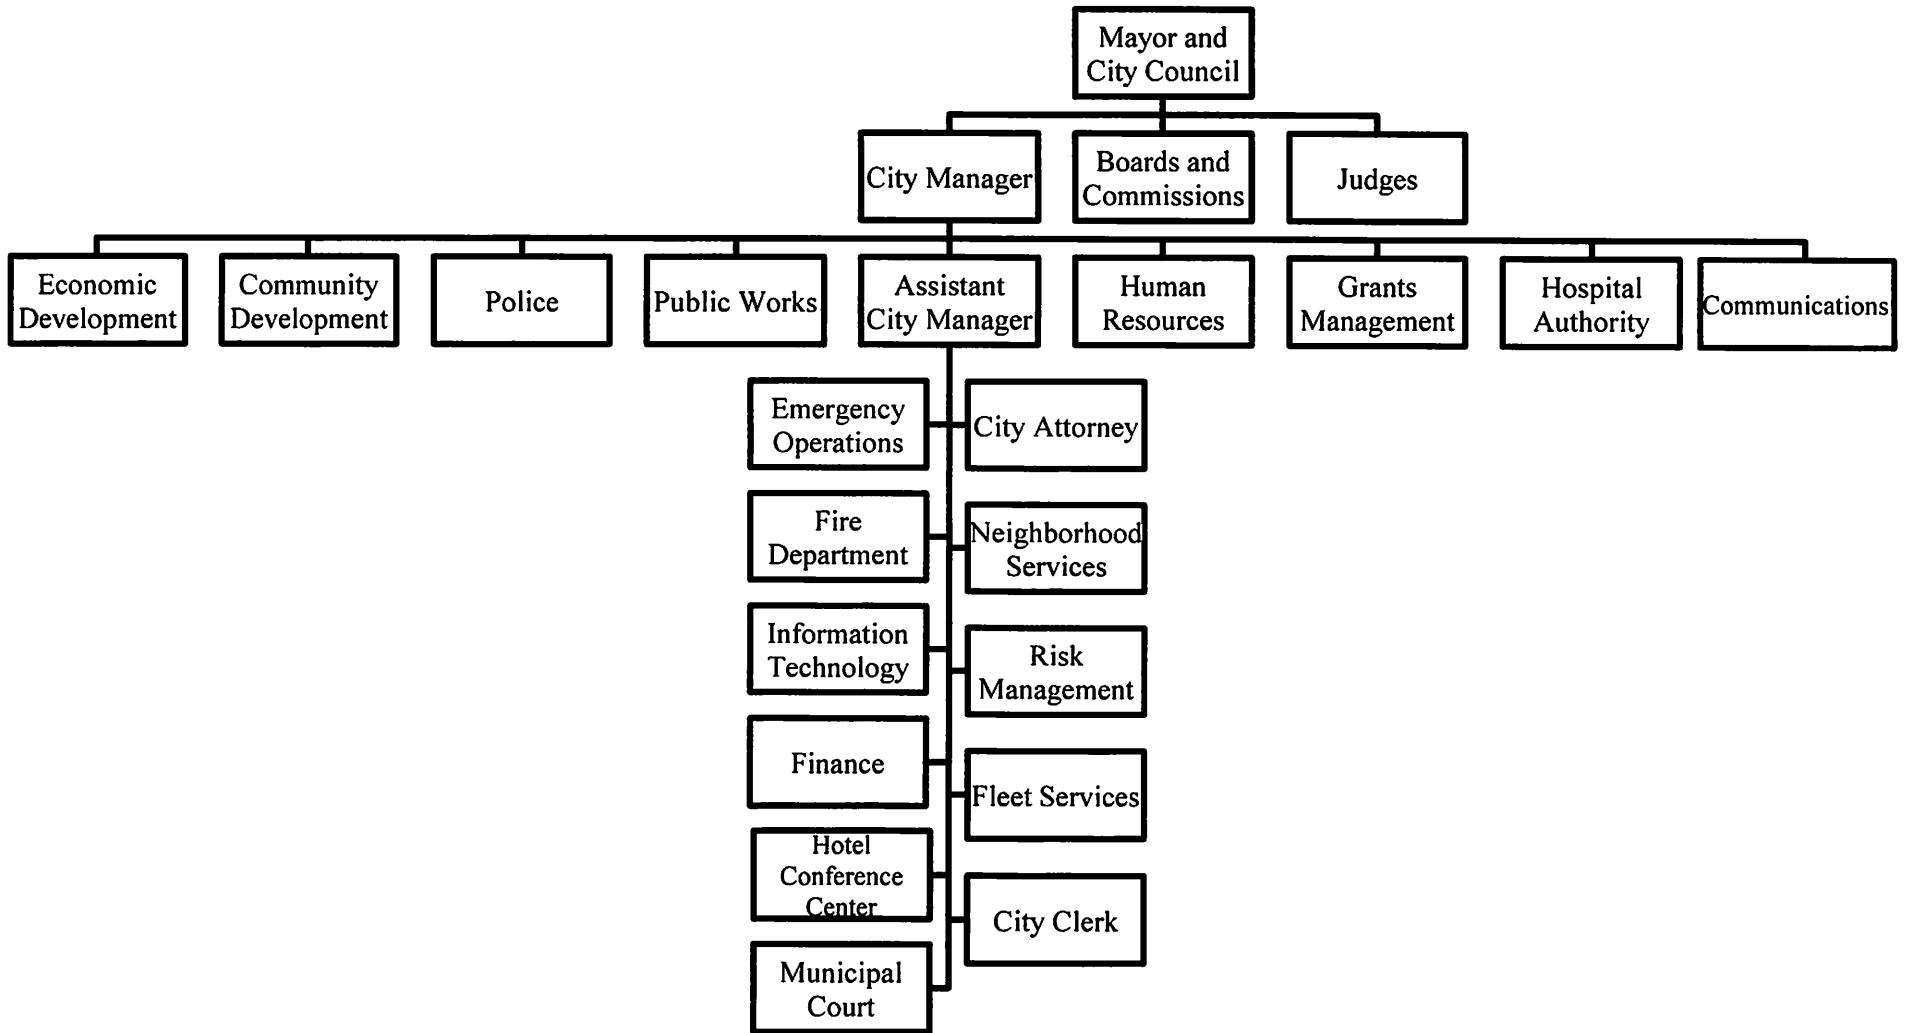 Mayor and
City Council
City Manager
Boards and
Commissions
Judges
Economic
Development
Community
Development
Police
Public Works
Assistant
City Manager
Human
Resources
Grants
Management
Hospital
Authority
Communications
Emergency
Operations
City Attorney
Fire
Department
Neighborhood
Services
Information
Technology
Risk
Management
Finance
Fleet Services
Hotel
Conference
Center
City Clerk
Municipal
Court